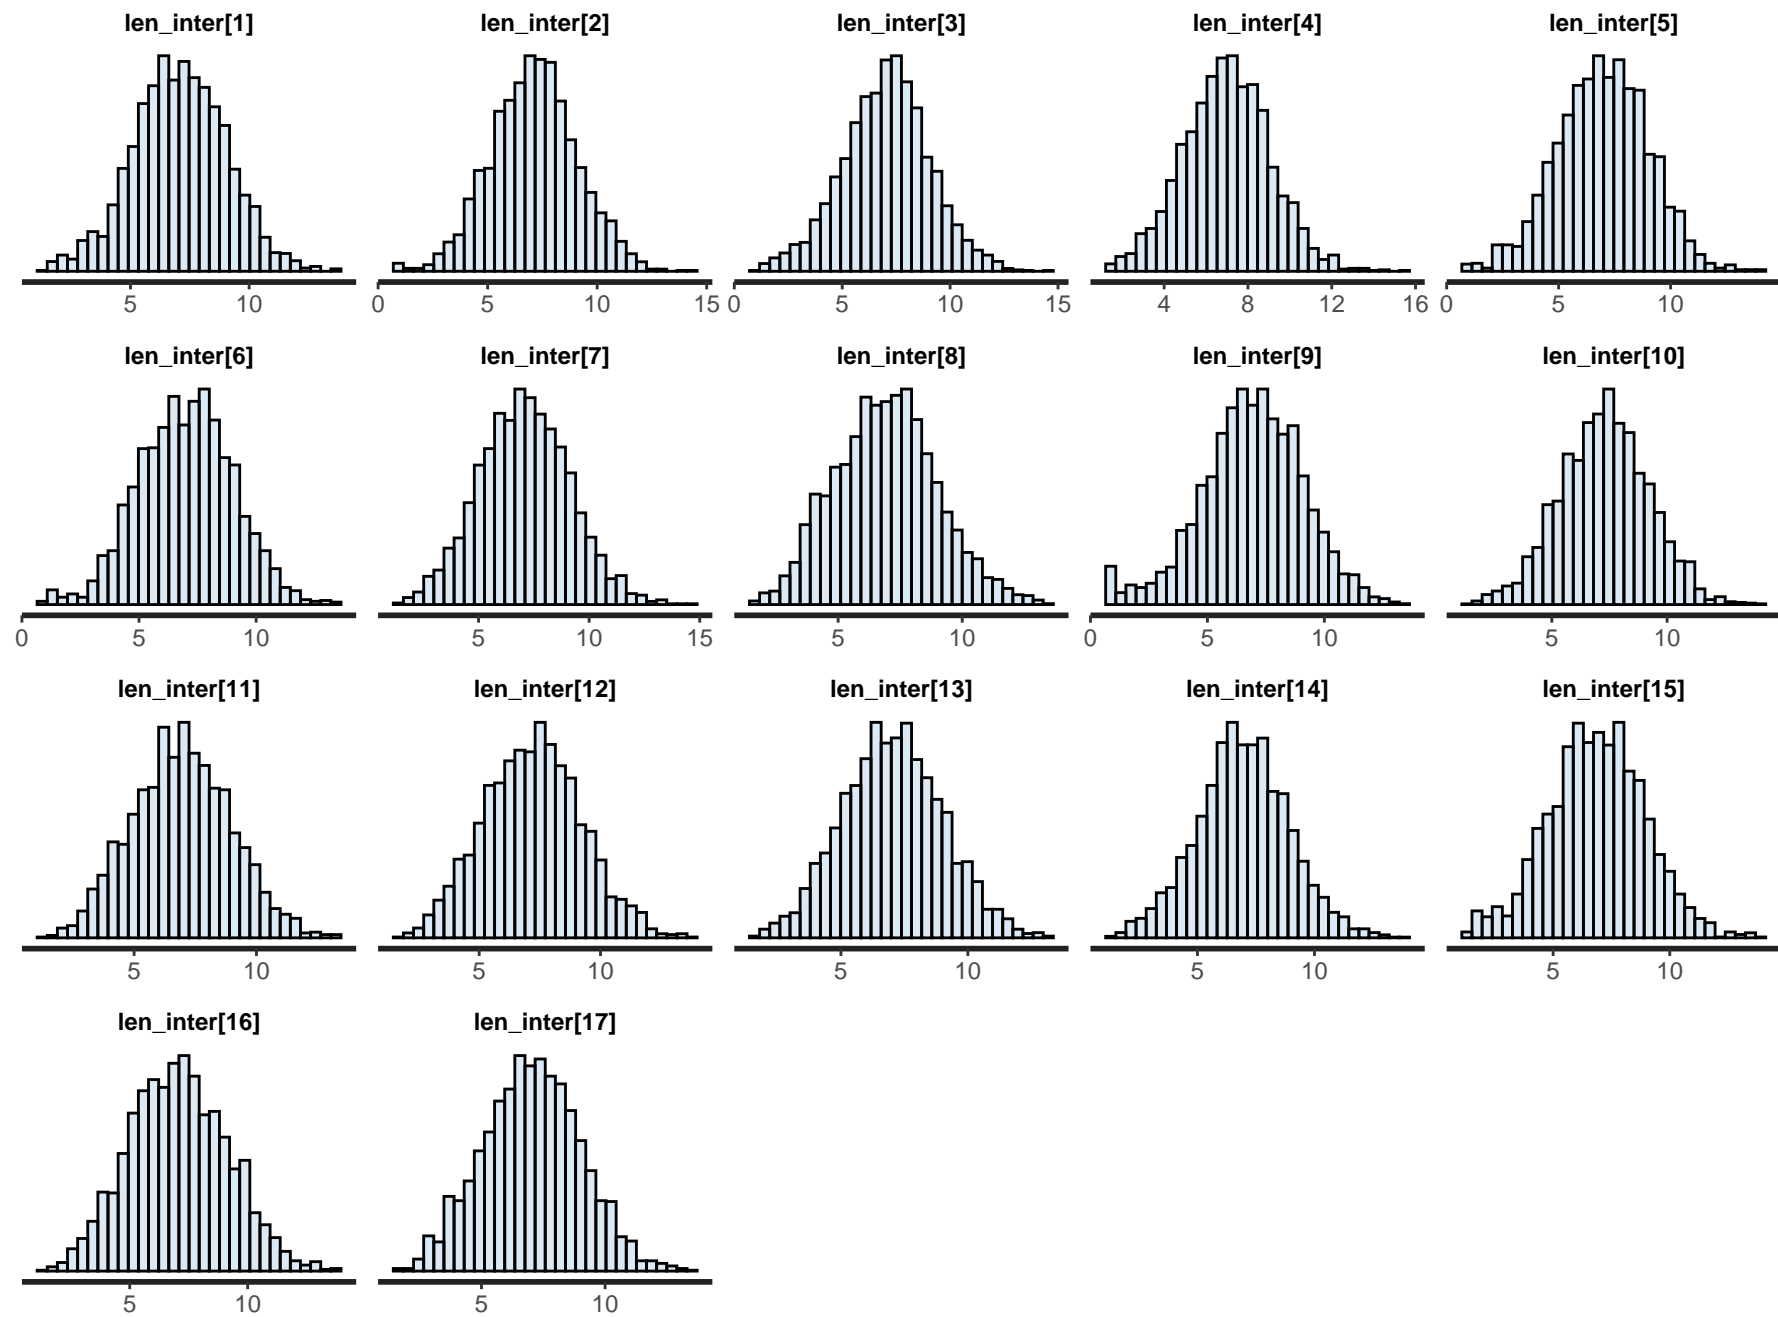 len_inter[1] len_inter[2] len_inter[3] len_inter[4] len_inter[5]
5 10 0 5 10 15 0 5 10 15 4 8 12 16 0 5 10
len_inter[6] len_inter[7] len_inter[8] len_inter[9] len_inter[10]
0 5 10 5 10 15 5 10 0 5 10 5 10
len_inter[11] len_inter[12] len_inter[13] len_inter[14] len_inter[15]
5 10 5 10 5 10 5 10 5 10
len_inter[16] len_inter[17]
5 10 5 10